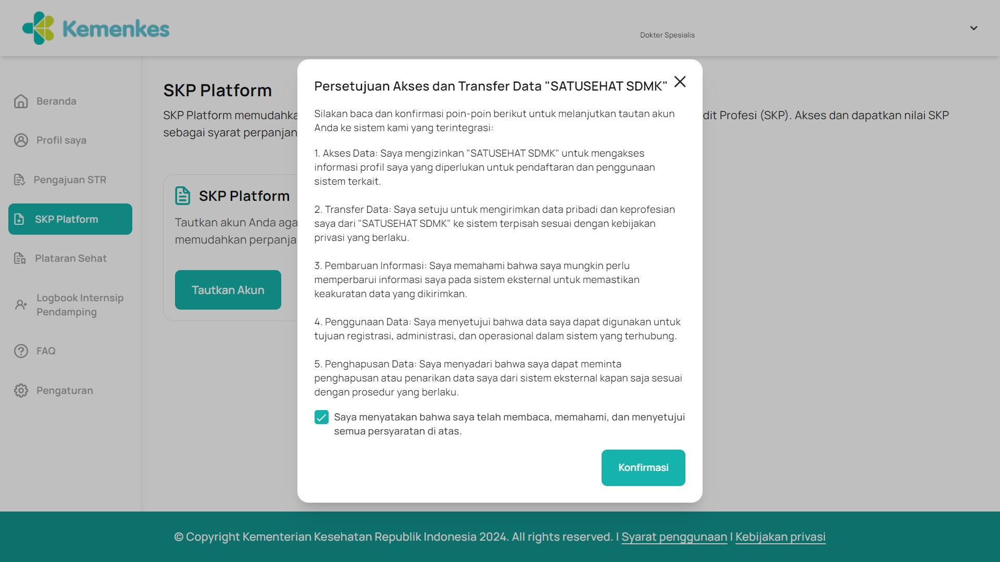 Kemenkes
Dokter Spesialis
Beranda
Profil saya
Pengajuan STR
SKP Platform
Plataran Sehat
Logbook Internsip
Pendamping
FAQ
Pengaturan
SKP Platform
SKP Platform memudahka
dit Profesi (SKP). Akses dan dapatkan nilai SKP
sebagai syarat perpanjan
SKP Platform
Tautkan akun Anda aga
memudahkan perpanja
Tautkan Akun
Persetujuan Akses dan Transfer Data "SATUSEHAT SDMK"
Silakan baca dan konfirmasi poin-poin berikut untuk melanjutkan tautan akun
Anda ke sistem kami yang terintegrasi:
1. Akses Data: Saya mengizinkan "SATUSEHAT SDMK" untuk mengakses
informasi profil saya yang diperlukan untuk pendaftaran dan penggunaan
sistem terkait.
2. Transfer Data: Saya setuju untuk mengirimkan data pribadi dan keprofesian
saya dari "SATUSEHAT SDMK" ke sistem terpisah sesuai dengan kebijakan
privasi yang berlaku.
3. Pembaruan Informasi: Saya memahami bahwa saya mungkin perlu
memperbarui informasi saya pada sistem eksternal untuk memastikan
keakuratan data yang dikirimkan.
4. Penggunaan Data: Saya menyetujui bahwa data saya dapat digunakan untuk
tujuan registrasi, administrasi, dan operasional dalam sistem yang terhubung.
5. Penghapusan Data: Saya menyadari bahwa saya dapat meminta
penghapusan atau penarikan data saya dari sistem eksternal kapan saja sesuai
dengan prosedur yang berlaku.
Saya menyatakan bahwa saya telah membaca, memahami, dan menyetujui
semua persyaratan di atas.
Konfirmasi
© Copyright Kementerian Kesehatan Republik Indonesia 2024. All rights reserved. | Syarat penggunaan | Kebijakan privasi